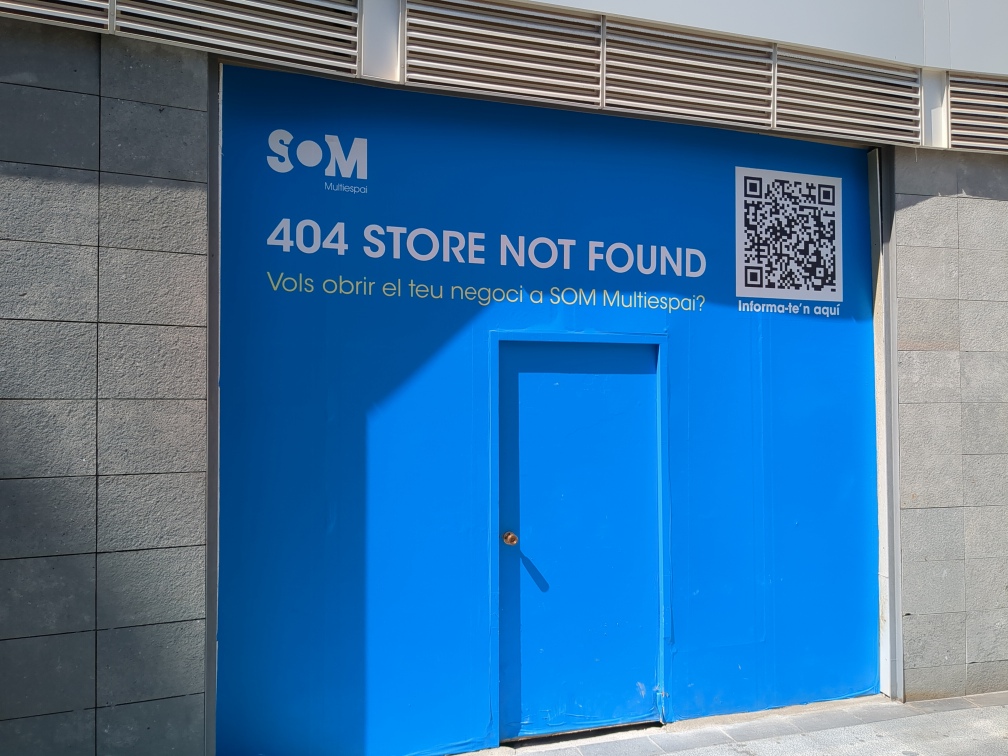 SOM
Multiespai
404 STORE NOT FOUND
Vols obrir el teu negoci a SOM Multiespai?
Informa-te'n aquí